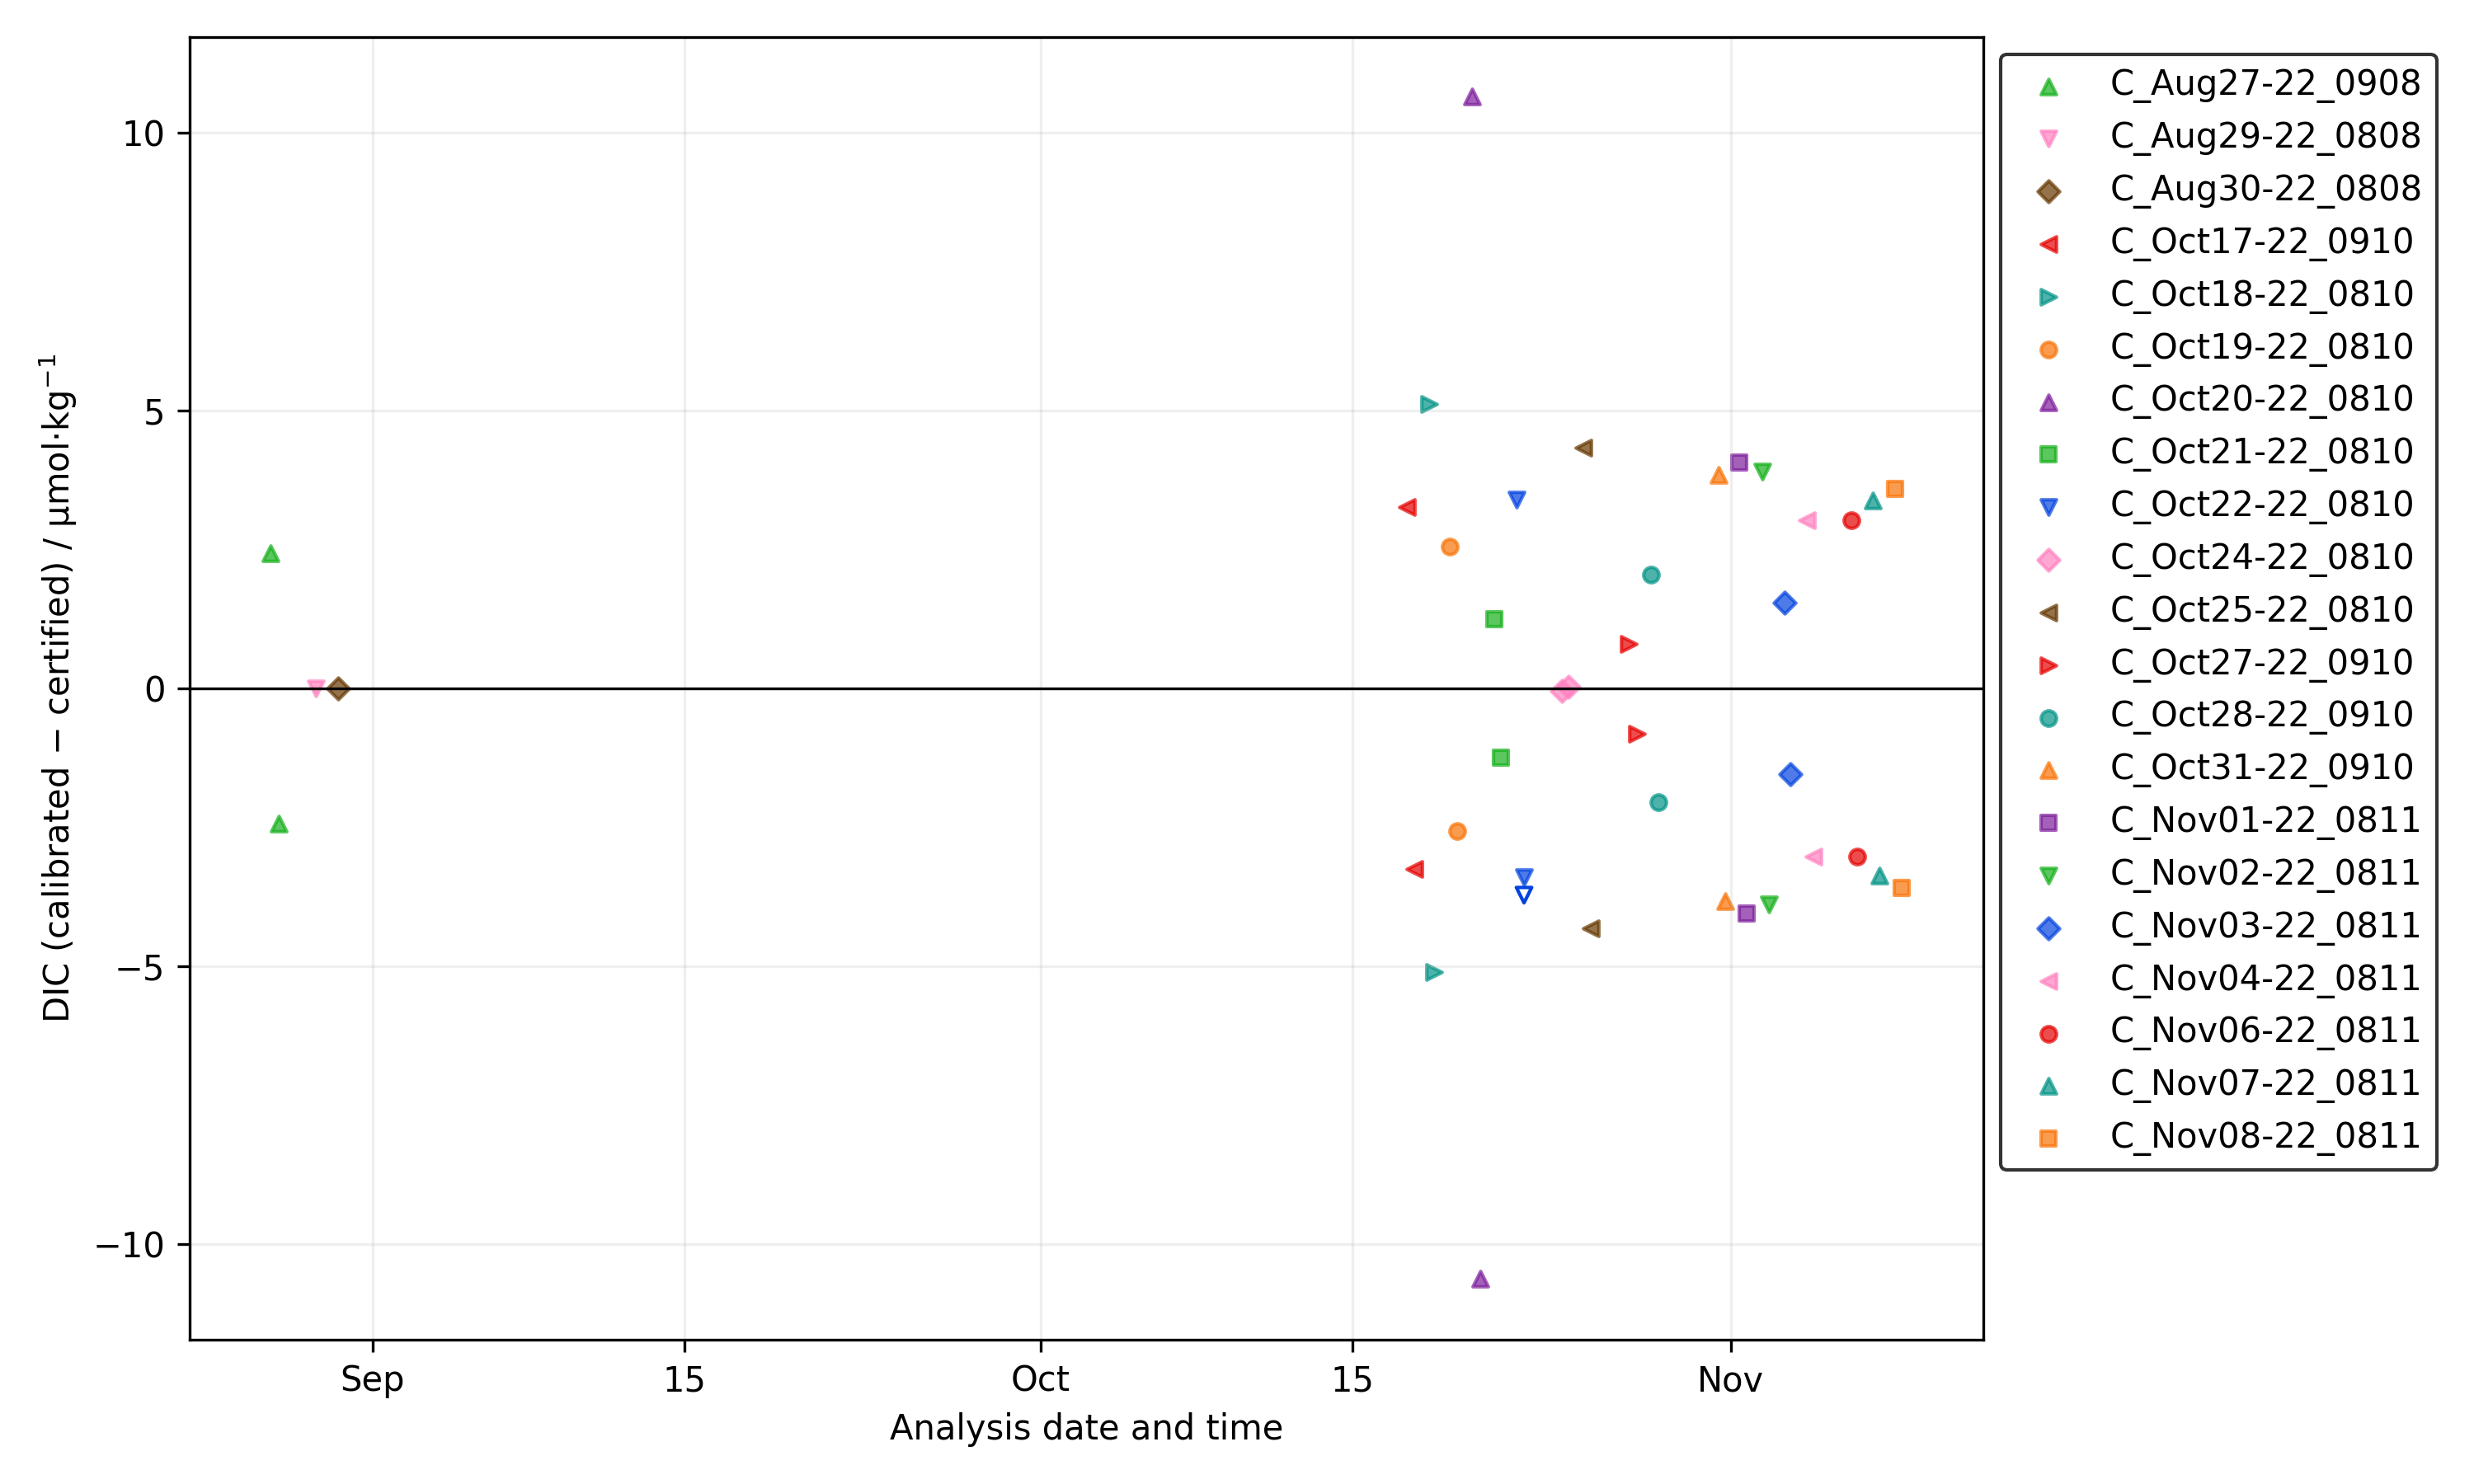 DIC (calibrated − certified) / μmol·kg⁻¹
10
5
0
−5
−10
Sep
15
Oct
15
Nov
Analysis date and time
C_Aug27-22_0908
C_Aug29-22_0808
C_Aug30-22_0808
C_Oct17-22_0910
C_Oct18-22_0810
C_Oct19-22_0810
C_Oct20-22_0810
C_Oct21-22_0810
C_Oct22-22_0810
C_Oct24-22_0810
C_Oct25-22_0810
C_Oct27-22_0910
C_Oct28-22_0910
C_Oct31-22_0910
C_Nov01-22_0811
C_Nov02-22_0811
C_Nov03-22_0811
C_Nov04-22_0811
C_Nov06-22_0811
C_Nov07-22_0811
C_Nov08-22_0811